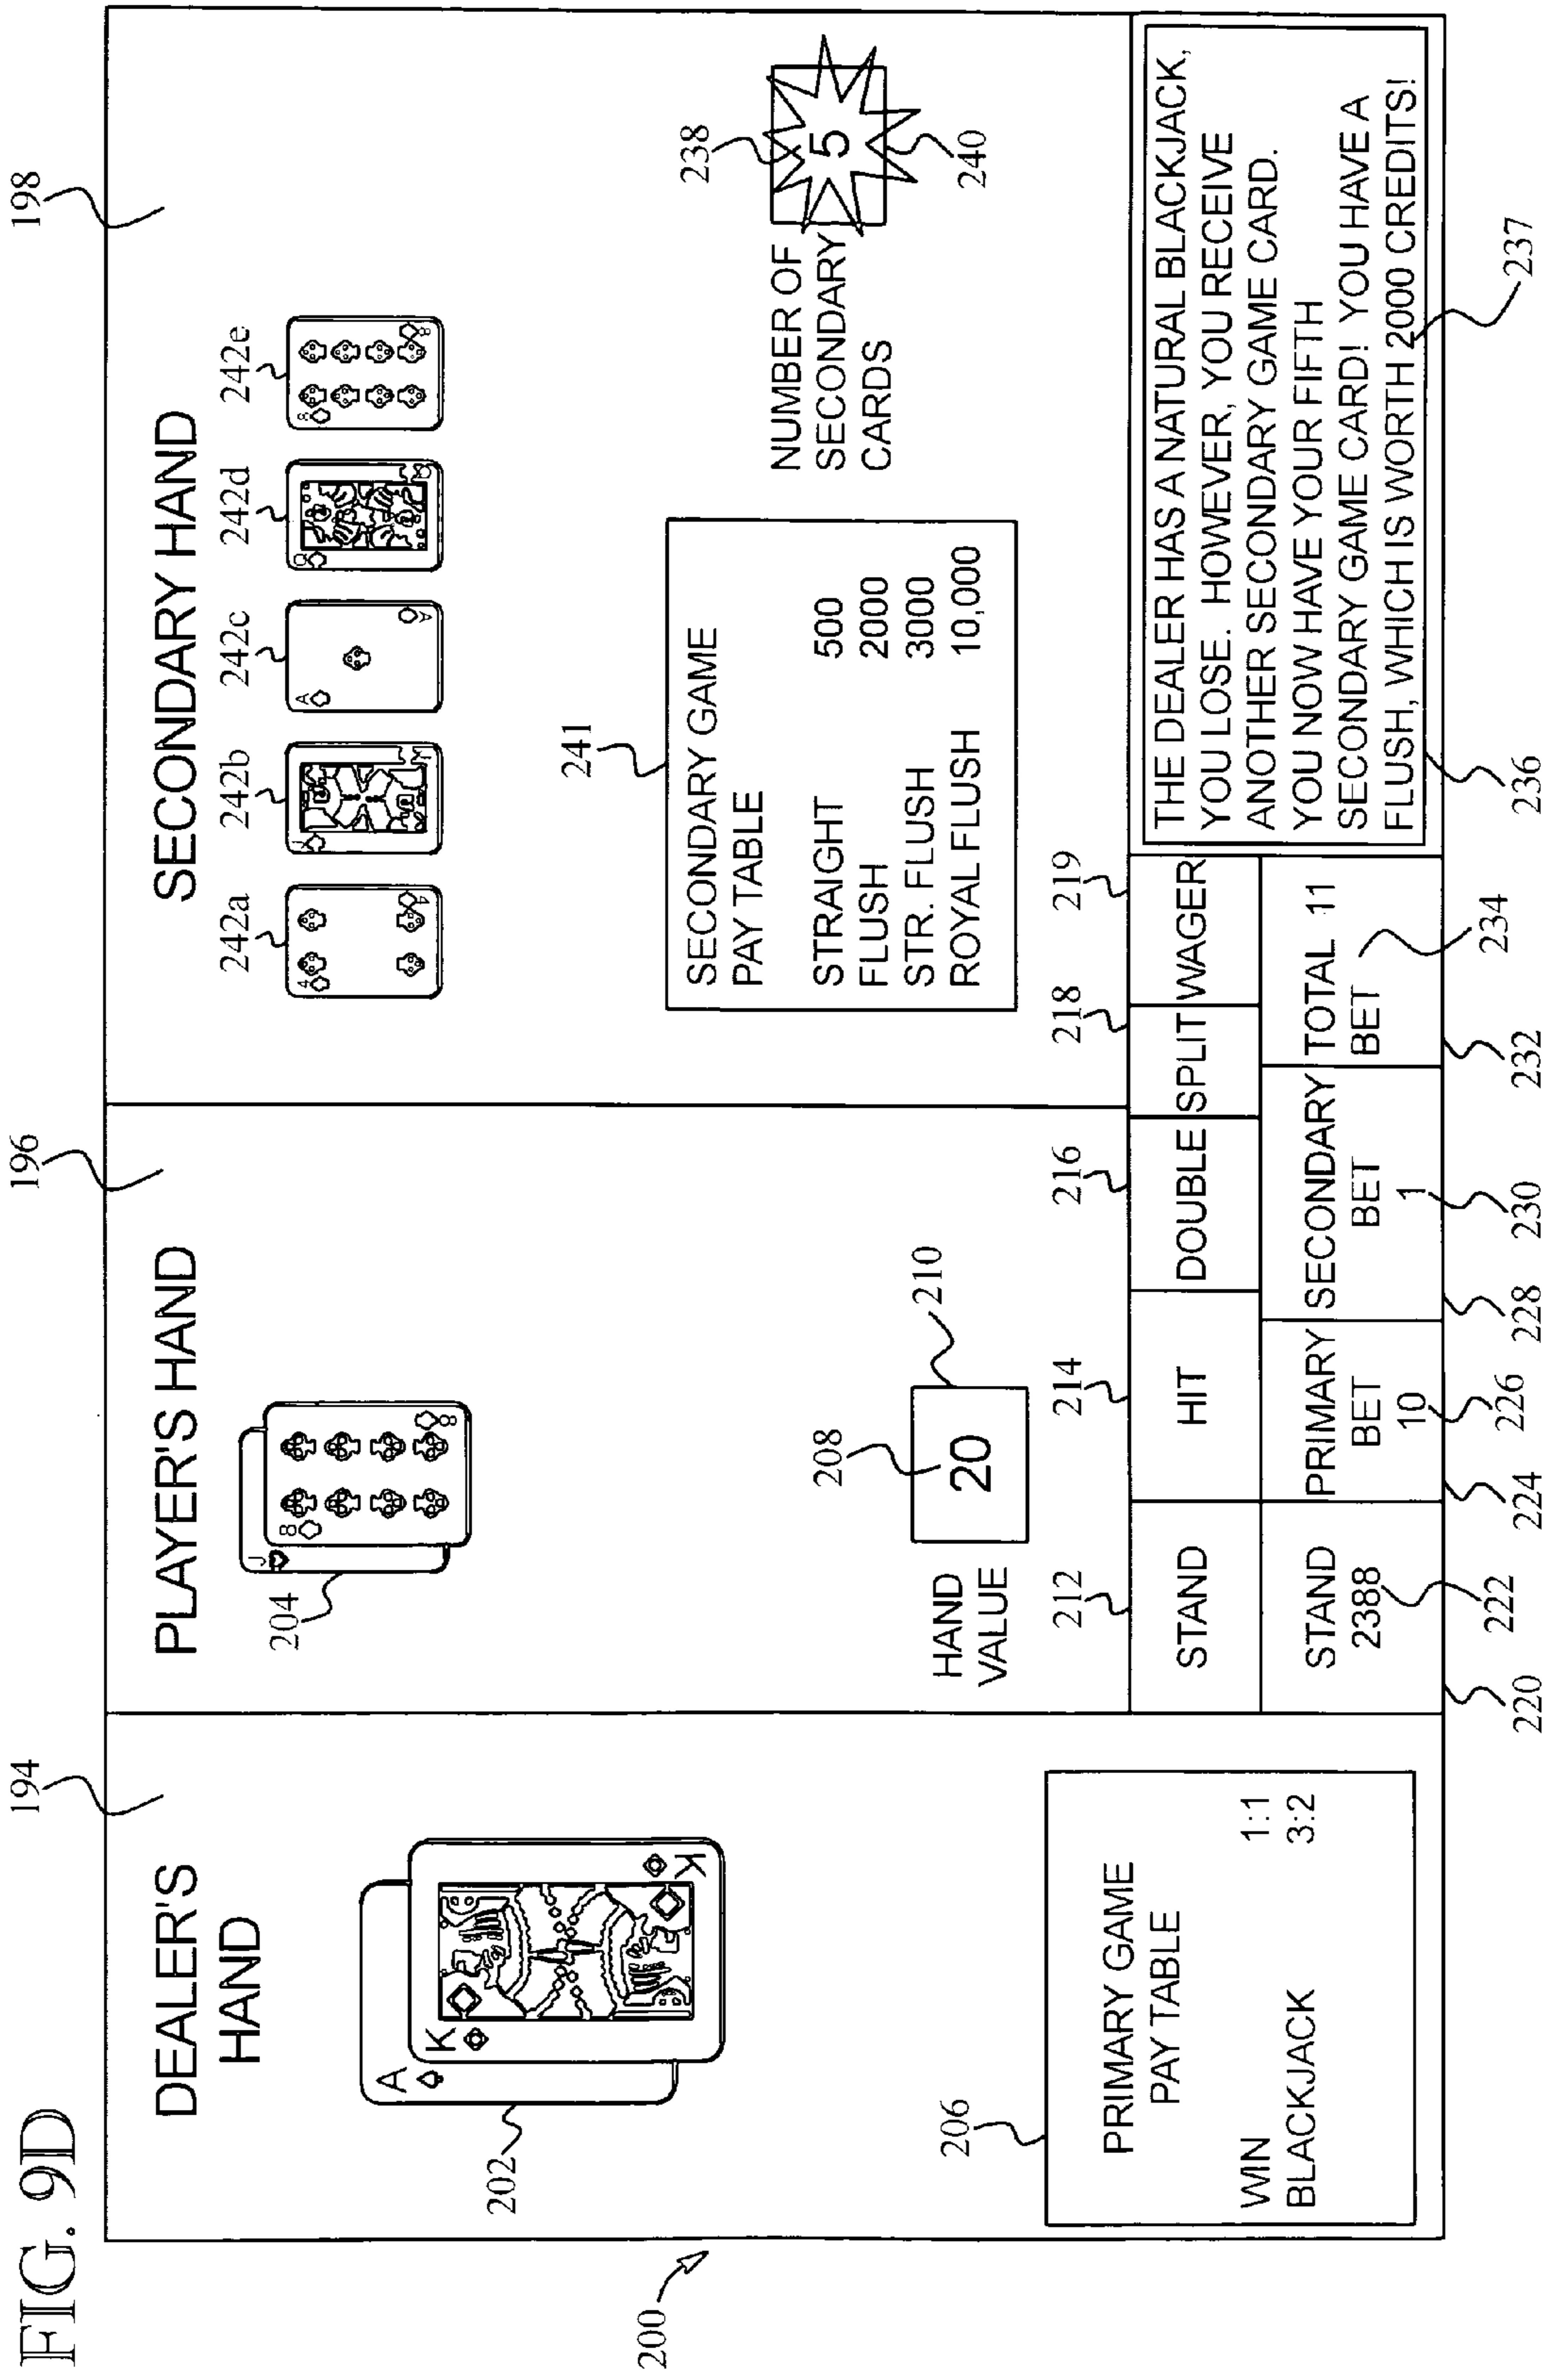 FIG. 9D
194
196
198
200
DEALER'S
HAND
A
K
K
202
206
PRIMARY GAME
PAY TABLE
WIN 1:1
BLACKJACK 3:2
PLAYER'S HAND
J
8
8
204
HAND
VALUE
208
20
210
SECONDARY HAND
242a
242b
242c
242d
242e
4
4
J
J
A
A
Q
Q
8
8
241
SECONDARY GAME
PAY TABLE
STRAIGHT 500
FLUSH 2000
STR. FLUSH 3000
ROYAL FLUSH 10,000
NUMBER OF
SECONDARY
CARDS
238
5
240
212
214
216
218
219
STAND
HIT
DOUBLE
SPLIT
WAGER
STAND
2388
PRIMARY
BET
10
SECONDARY
BET
1
TOTAL 11
BET
220
222
224
226
228
230
232
234
THE DEALER HAS A NATURAL BLACKJACK,
YOU LOSE. HOWEVER, YOU RECEIVE
ANOTHER SECONDARY GAME CARD.
YOU NOW HAVE YOUR FIFTH
SECONDARY GAME CARD! YOU HAVE A
FLUSH, WHICH IS WORTH 2000 CREDITS!
236
237